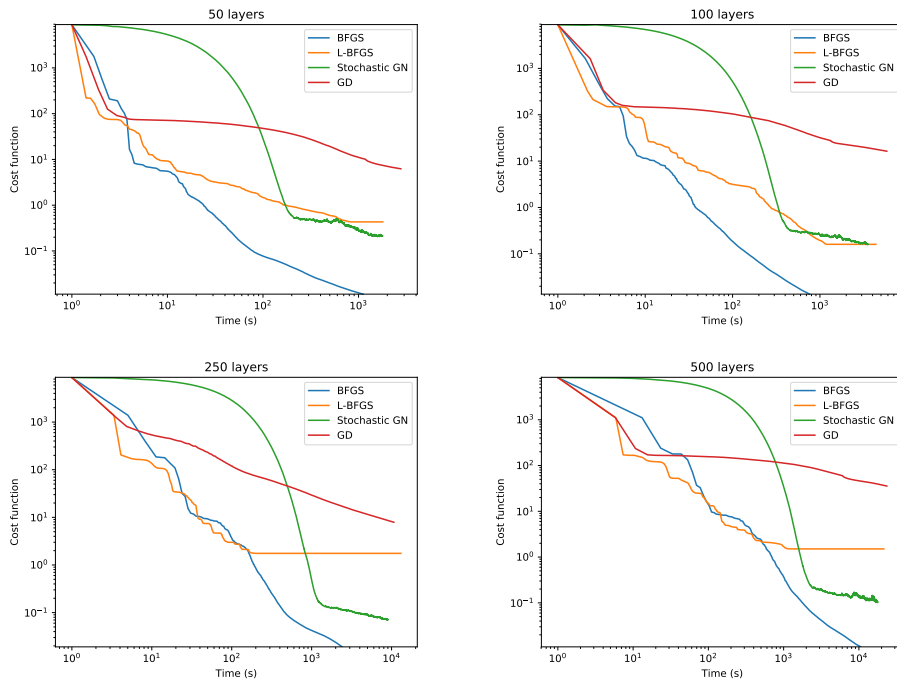 50 layers
10³
10²
10¹
10⁰
10⁻¹
Cost function
10⁰
10¹
10²
10³
Time (s)
BFGS
L-BFGS
Stochastic GN
GD
100 layers
10³
10²
10¹
10⁰
10⁻¹
Cost function
10⁰
10¹
10²
10³
Time (s)
BFGS
L-BFGS
Stochastic GN
GD
250 layers
10³
10²
10¹
10⁰
10⁻¹
Cost function
10⁰
10¹
10²
10³
10⁴
Time (s)
BFGS
L-BFGS
Stochastic GN
GD
500 layers
10³
10²
10¹
10⁰
10⁻¹
Cost function
10⁰
10¹
10²
10³
10⁴
Time (s)
BFGS
L-BFGS
Stochastic GN
GD